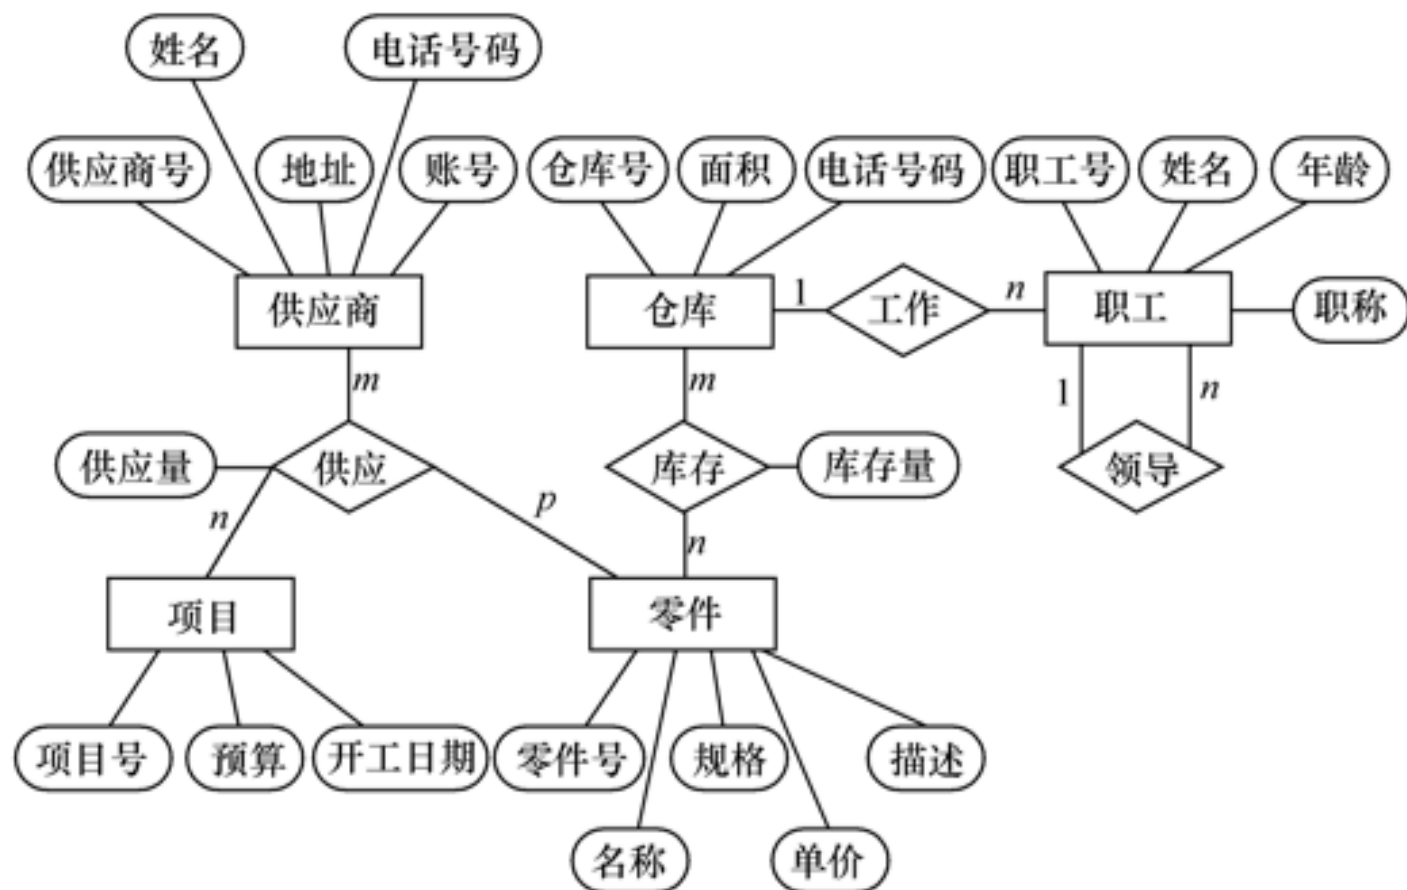 姓名
电话号码
供应商号
地址
账号
仓库号
面积
电话号码
职工号
姓名
年龄
供应商
仓库
1
工作
n
职工
职称
m
m
1
n
供应量
供应
库存
库存量
领导
n
p
n
项目
零件
项目号
预算
开工日期
零件号
规格
描述
名称
单价